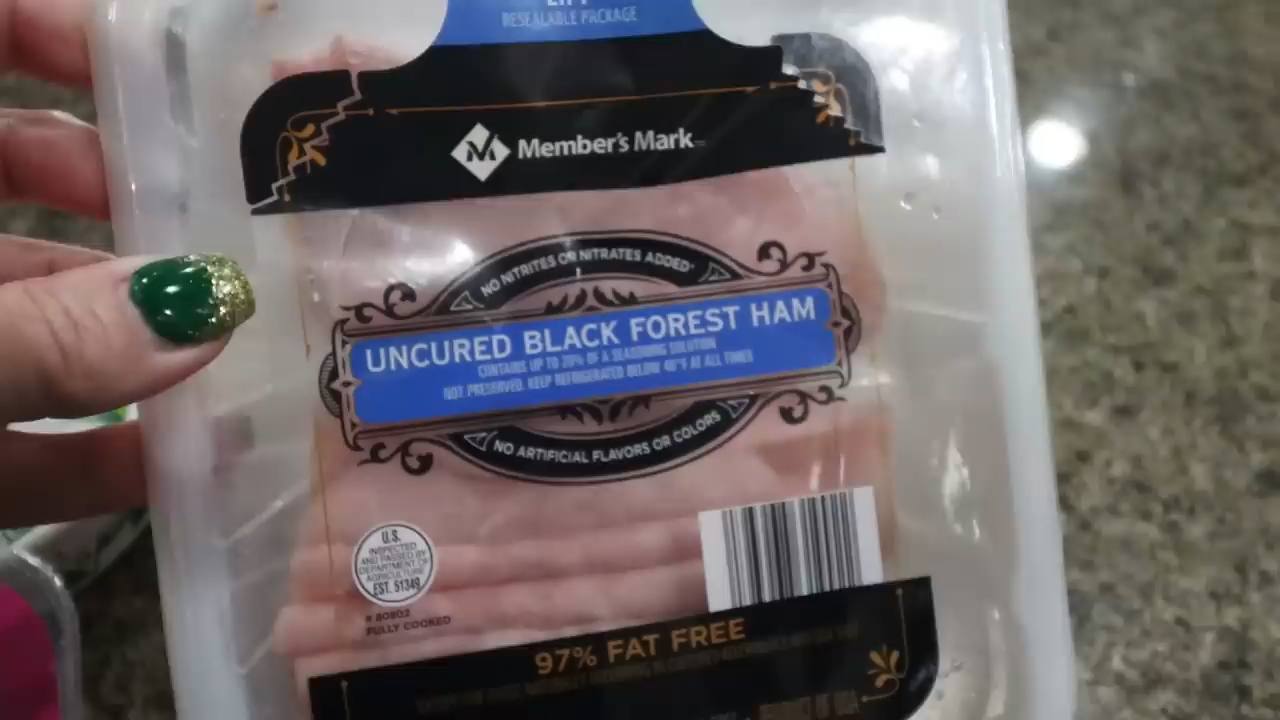 RESEALABLE PACKAGE
Member's Mark
NO NITRITES OR NITRATES ADDED*
UNCURED BLACK FOREST HAM
CONTAINS UP TO 20% OF A SEASONING SOLUTION
NOT PRESERVED. KEEP REFRIGERATED BELOW 40°F AT ALL TIMES
NO ARTIFICIAL FLAVORS OR COLORS
U.S.
INSPECTED
AND PASSED BY
DEPARTMENT OF
AGRICULTURE
EST. 51349
# 80802
FULLY COOKED
97% FAT FREE